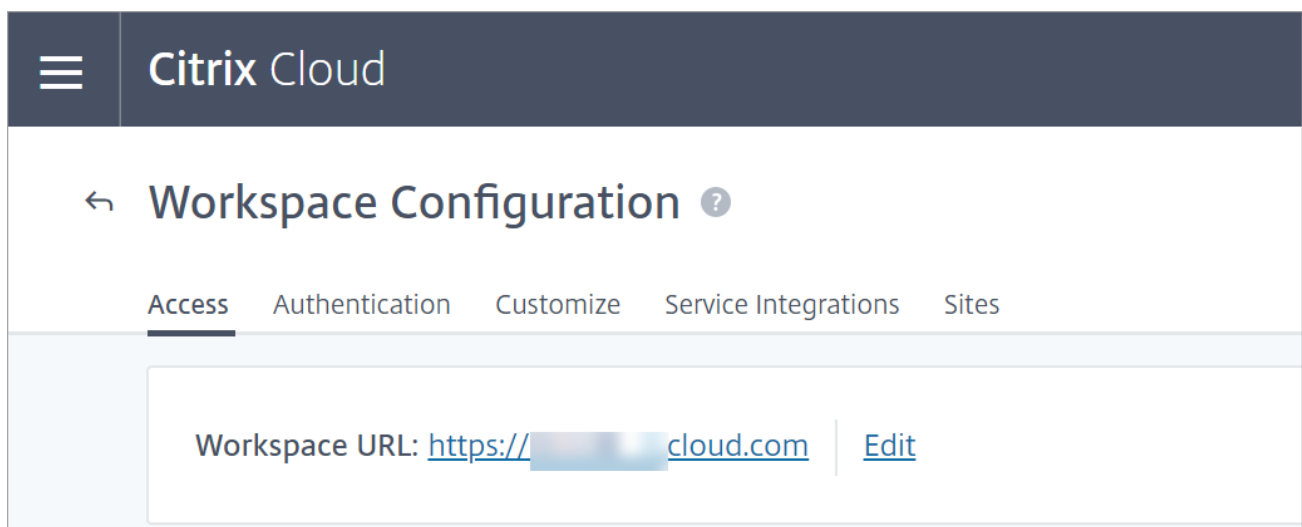 Citrix Cloud
Workspace Configuration ?
Access Authentication Customize Service Integrations Sites
Workspace URL: https:// cloud.com Edit